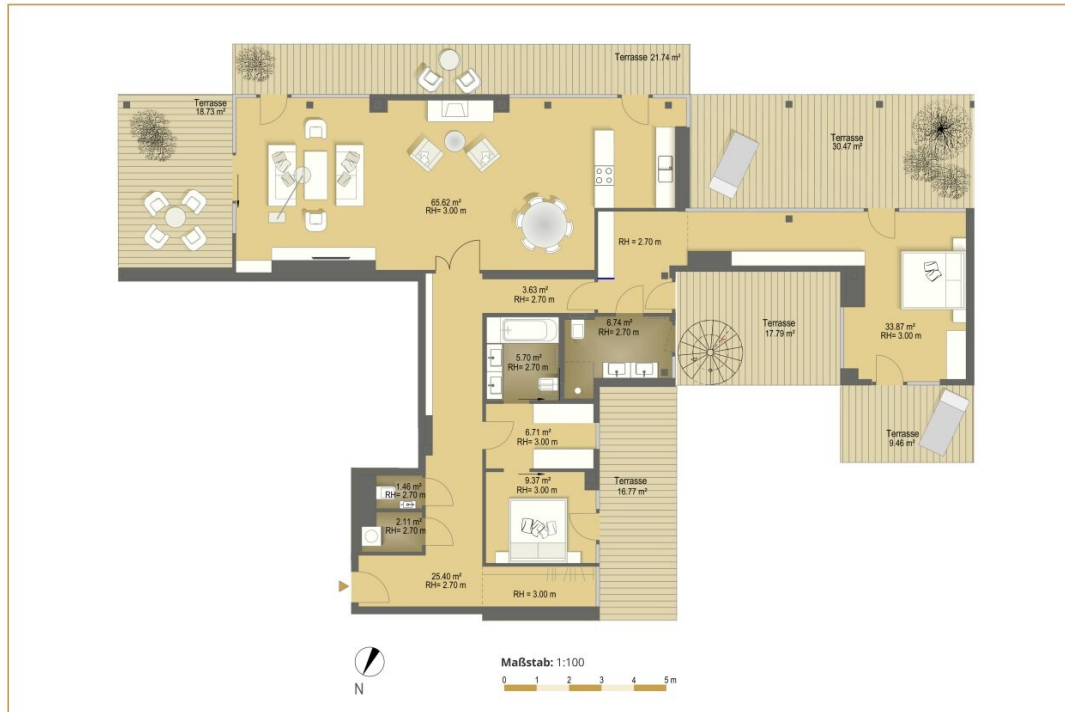 Terrasse 21.74 m²
Terrasse
18.73 m²
Terrasse
30.47 m²
65.62 m²
RH= 3.00 m
RH = 2.70 m
3.63 m²
RH= 2.70 m
6.74 m²
RH= 2.70 m
Terrasse
17.79 m²
33.87 m²
RH= 3.00 m
5.70 m²
RH= 2.70 m
6.71 m²
RH= 3.00 m
Terrasse
9.46 m²
9.37 m²
RH= 3.00 m
Terrasse
16.77 m²
1.46 m²
RH= 2.70 m
2.11 m²
RH= 2.70 m
25.40 m²
RH= 2.70 m
RH = 3.00 m
N
Maßstab: 1:100
0 1 2 3 4 5 m